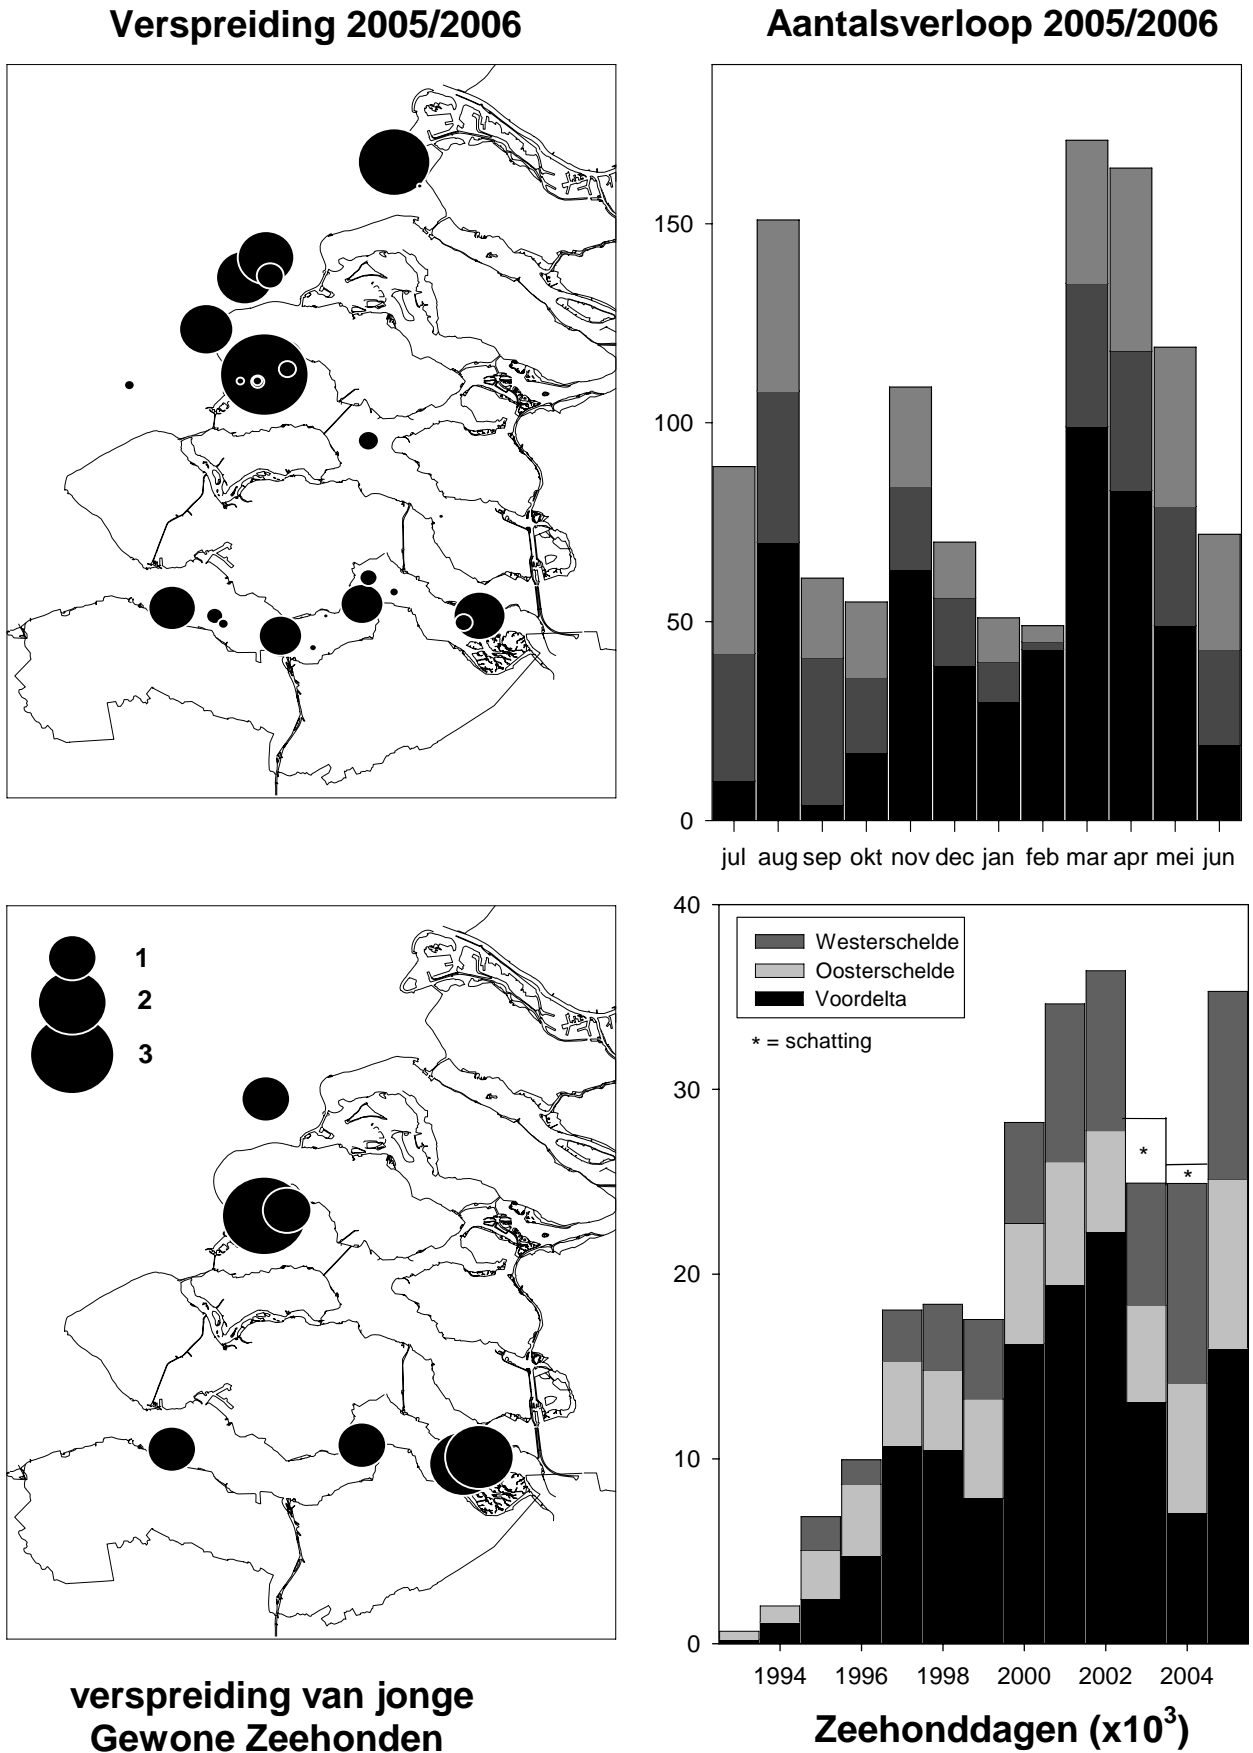 Verspreiding 2005/2006
Aantalsverloop 2005/2006
150
100
50
0
jul aug sep okt nov dec jan feb mar apr mei jun
1
2
3
verspreiding van jonge
Gewone Zeehonden
40
30
20
10
0
Westerschelde
Oosterschelde
Voordelta
* = schatting
*
*
1994 1996 1998 2000 2002 2004
Zeehonddagen (x10³)